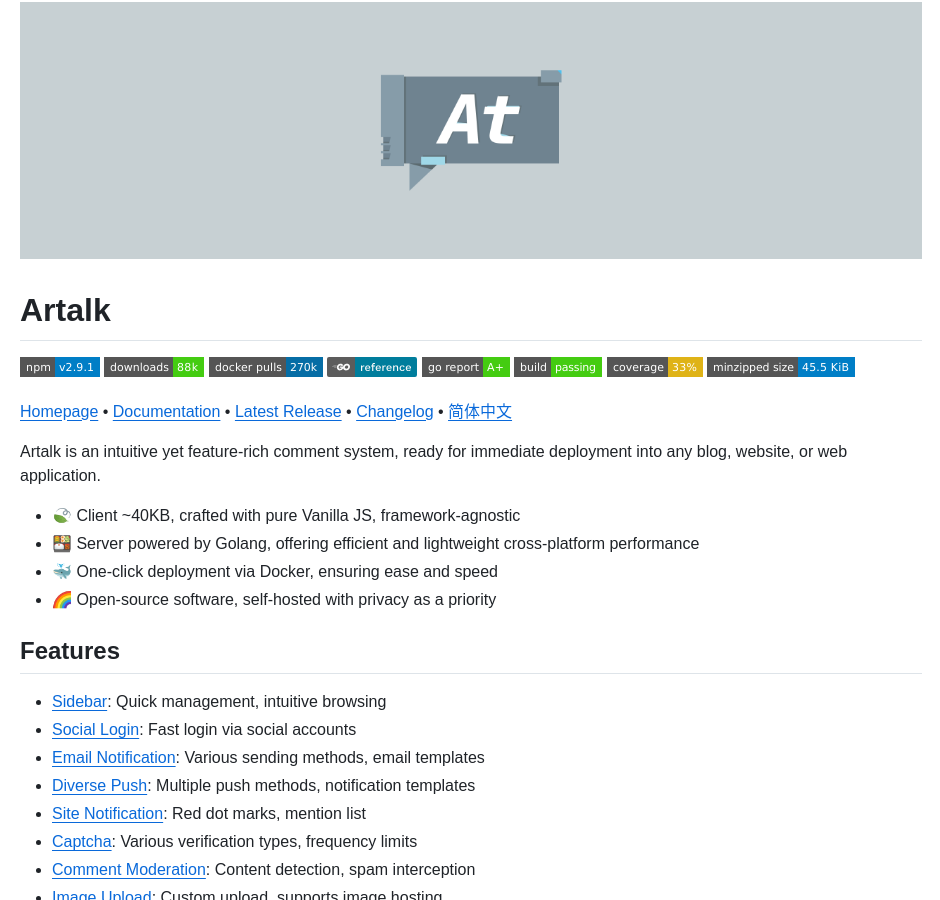 At
Artalk
npm v2.9.1 downloads 88k docker pulls 270k GO reference go report A+ build passing coverage 33% minzipped size 45.5 KiB
Homepage • Documentation • Latest Release • Changelog • 简体中文
Artalk is an intuitive yet feature-rich comment system, ready for immediate deployment into any blog, website, or web
application.
• 🍃 Client ~40KB, crafted with pure Vanilla JS, framework-agnostic
• 🍱 Server powered by Golang, offering efficient and lightweight cross-platform performance
• 🐳 One-click deployment via Docker, ensuring ease and speed
• 🌈 Open-source software, self-hosted with privacy as a priority
Features
• Sidebar: Quick management, intuitive browsing
• Social Login: Fast login via social accounts
• Email Notification: Various sending methods, email templates
• Diverse Push: Multiple push methods, notification templates
• Site Notification: Red dot marks, mention list
• Captcha: Various verification types, frequency limits
• Comment Moderation: Content detection, spam interception
• Image Upload: Custom upload, supports image hosting